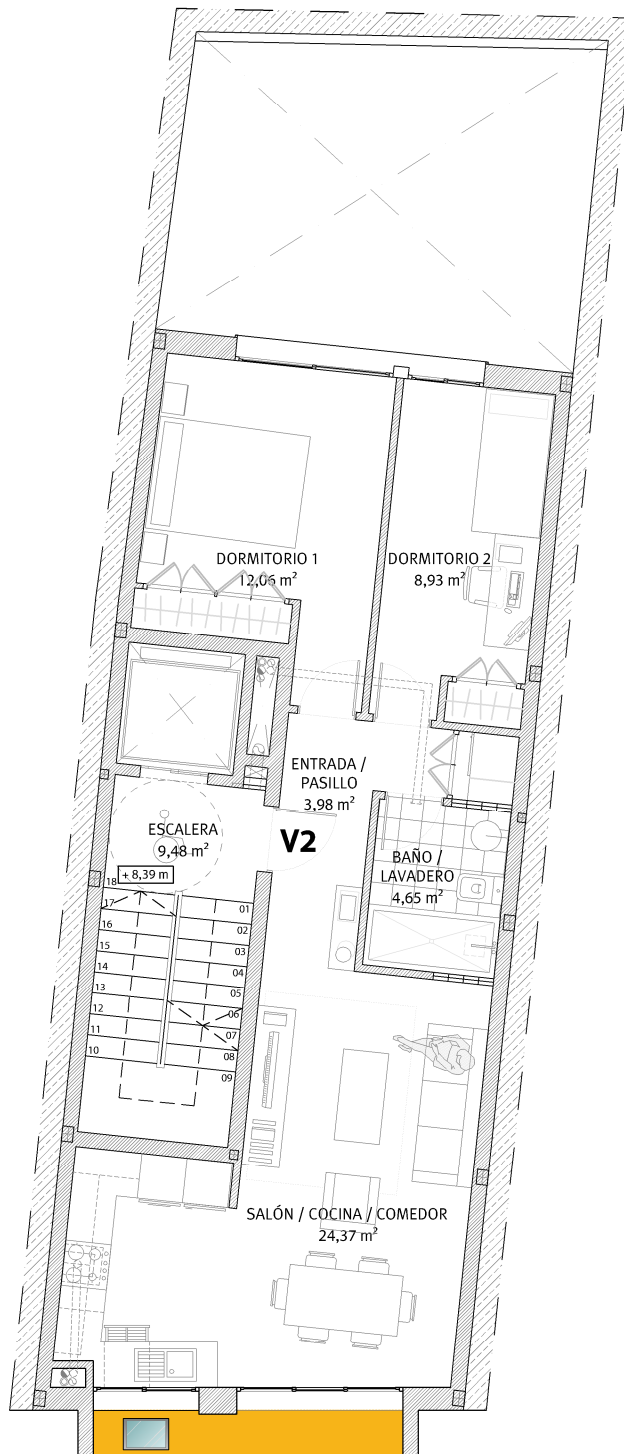 DORMITORIO 1
12,06 m²
DORMITORIO 2
8,93 m²
ENTRADA /
PASILLO
3,98 m²
V2
ESCALERA
9,48 m²
+ 8,39 m
BAÑO /
LAVADERO
4,65 m²
18
17
16
15
14
13
12
11
10
01
02
03
04
05
06
07
08
09
SALÓN / COCINA / COMEDOR
24,37 m²